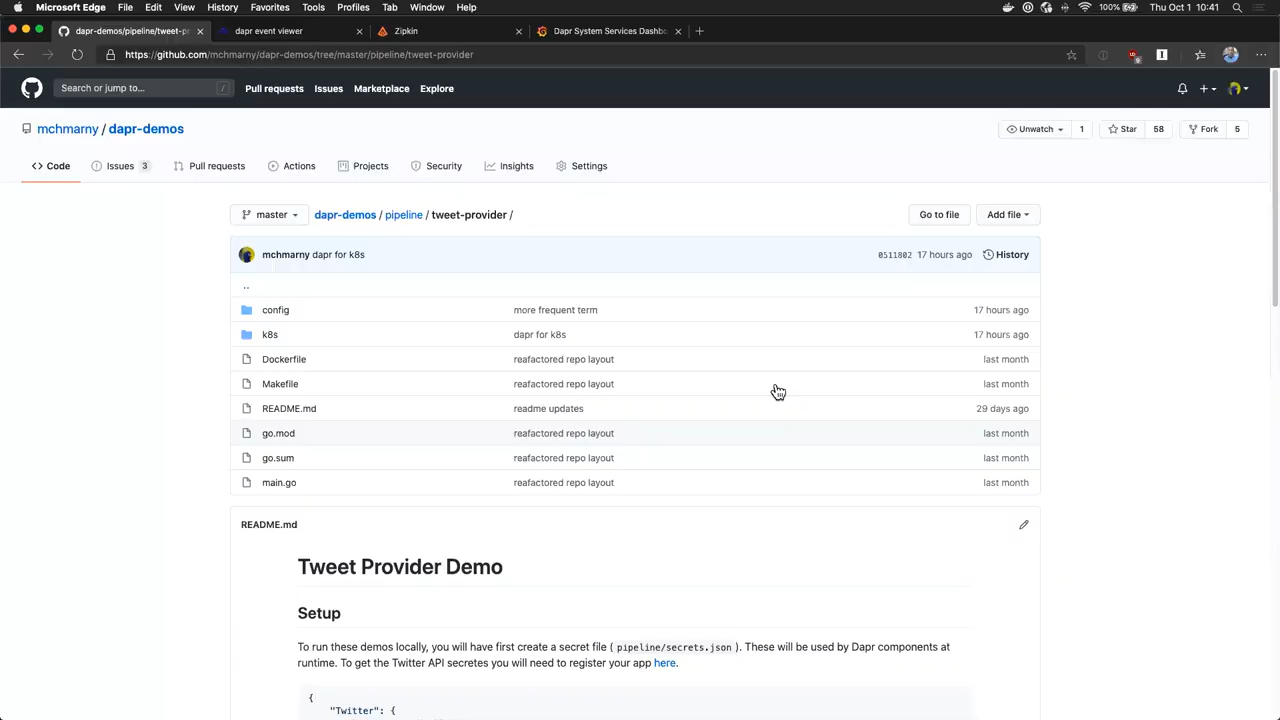 Microsoft Edge File Edit View History Favorites Tools Profiles Tab Window Help 100% Thu Oct 1 10:41
dapr-demos/pipeline/tweet-pr dapr event viewer Zipkin Dapr System Services Dashbo
https://github.com/mchmarny/dapr-demos/tree/master/pipeline/tweet-provider
Search or jump to... / Pull requests Issues Marketplace Explore
mchmarny / dapr-demos Unwatch 1 Star 58 Fork 5
Code Issues 3 Pull requests Actions Projects Security Insights Settings
master dapr-demos / pipeline / tweet-provider / Go to file Add file
mchmarny dapr for k8s 0511802 17 hours ago History
..
config more frequent term 17 hours ago
k8s dapr for k8s 17 hours ago
Dockerfile reafactored repo layout last month
Makefile reafactored repo layout last month
README.md readme updates 29 days ago
go.mod reafactored repo layout last month
go.sum reafactored repo layout last month
main.go reafactored repo layout last month
README.md
Tweet Provider Demo
Setup
To run these demos locally, you will have first create a secret file ( pipeline/secrets.json ). These will be used by Dapr components at
runtime. To get the Twitter API secretes you will need to register your app here.
{
"Twitter": {